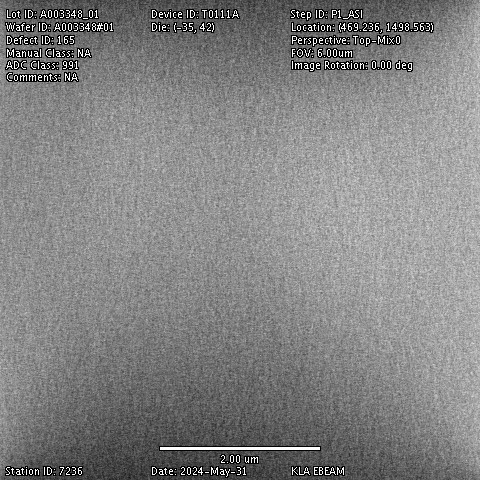 Lot ID: A003348_01
Wafer ID: A003348#01
Defect ID: 165
Manual Class: NA
ADC Class: 991
Comments: NA
Device ID: T0111A
Die: (-35, 42)
Step ID: P1_ASI
Location: (469.236, 1498.563)
Perspective: Top-Mix0
FOV: 6.00um
Image Rotation: 0.00 deg
2.00 um
Station ID: 7236
Date: 2024-May-31
KLA EBEAM